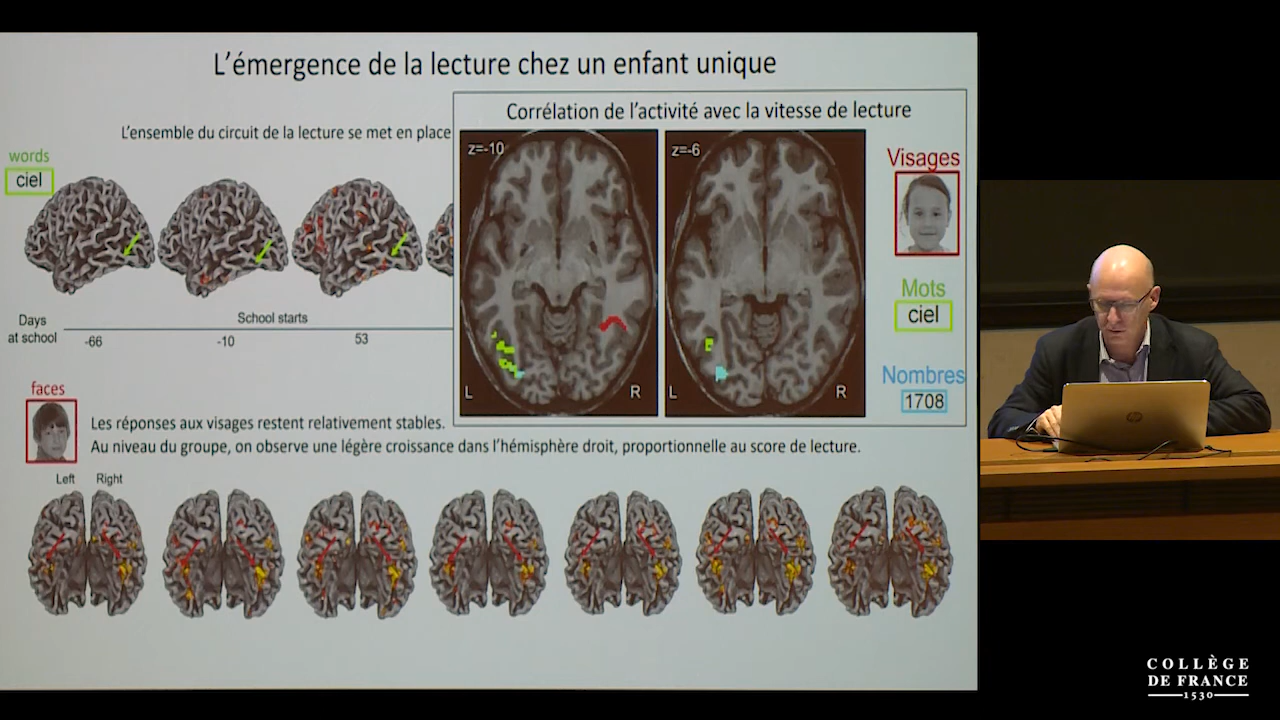 L’émergence de la lecture chez un enfant unique
L’ensemble du circuit de la lecture se met en place
words
ciel
Days
at school
-66
School starts
-10
53
Corrélation de l’activité avec la vitesse de lecture
z=-10
L
R
z=-6
L
R
Visages
Mots
ciel
Nombres
1708
faces
Les réponses aux visages restent relativement stables.
Au niveau du groupe, on observe une légère croissance dans l’hémisphère droit, proportionnelle au score de lecture.
Left Right
hp
COLLÈGE
DE FRANCE
1530